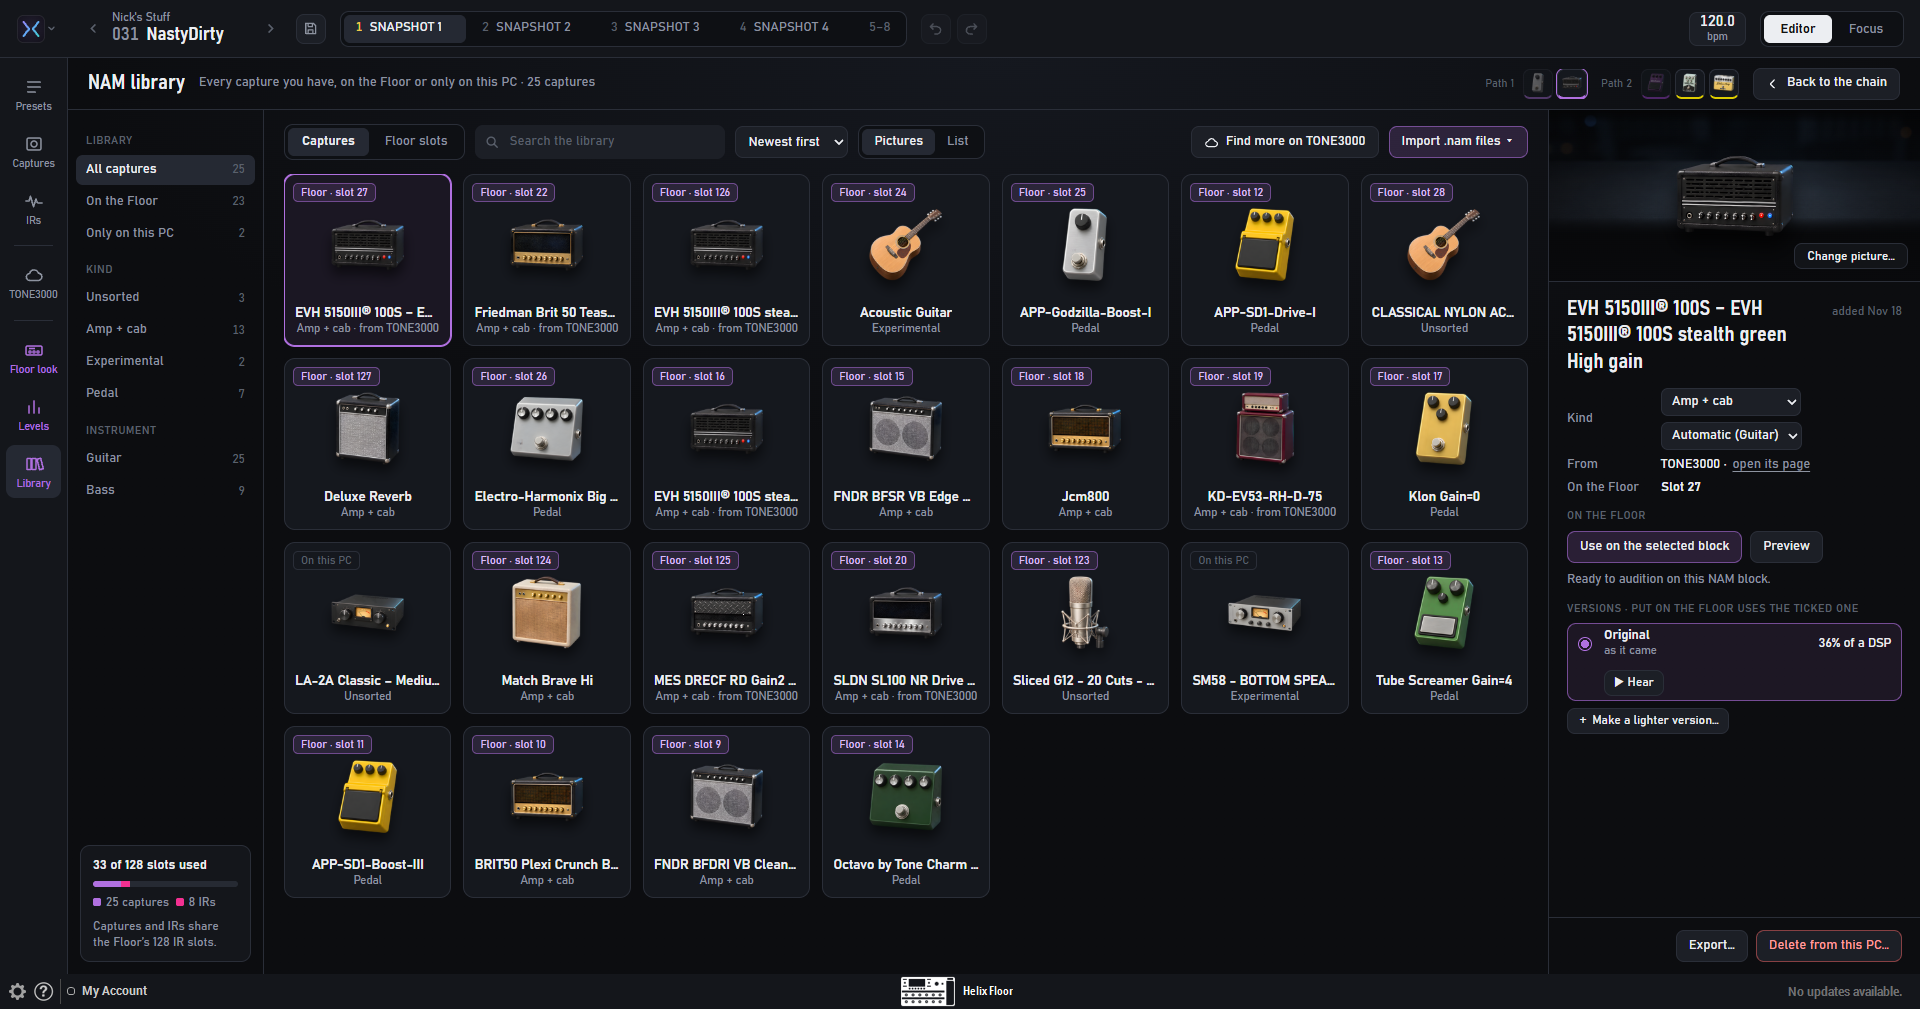 Nick's Stuff
031 NastyDirty
1 SNAPSHOT 1
2 SNAPSHOT 2
3 SNAPSHOT 3
4 SNAPSHOT 4
5-8
120.0
bpm
Editor
Focus
Presets
Captures
IRs
TONE3000
Floor look
Levels
Library
NAM library
Every capture you have, on the Floor or only on this PC · 25 captures
Path 1
Path 2
Back to the chain
LIBRARY
All captures 25
On the Floor 23
Only on this PC 2
KIND
Unsorted 3
Amp + cab 13
Experimental 2
Pedal 7
INSTRUMENT
Guitar 25
Bass 9
33 of 128 slots used
25 captures 8 IRs
Captures and IRs share
the Floor's 128 IR slots.
Captures
Floor slots
Search the library
Newest first
Pictures
List
Find more on TONE3000
Import .nam files
Floor · slot 27
EVH 5150III® 100S – E...
Amp + cab · from TONE3000
Floor · slot 22
Friedman Brit 50 Teas...
Amp + cab · from TONE3000
Floor · slot 126
EVH 5150III® 100S stea...
Amp + cab · from TONE3000
Floor · slot 24
Acoustic Guitar
Experimental
Floor · slot 25
APP-Godzilla-Boost-I
Pedal
Floor · slot 12
APP-SD1-Drive-I
Pedal
Floor · slot 28
CLASSICAL NYLON AC...
Unsorted
Floor · slot 127
Deluxe Reverb
Amp + cab
Floor · slot 26
Electro-Harmonix Big ...
Pedal
Floor · slot 16
EVH 5150III® 100S stea...
Amp + cab · from TONE3000
Floor · slot 15
FNDR BFSR VB Edge ...
Amp + cab
Floor · slot 18
Jcm800
Amp + cab
Floor · slot 19
KD-EV53-RH-D-75
Amp + cab · from TONE3000
Floor · slot 17
Klon Gain=0
Pedal
On this PC
LA-2A Classic – Mediu...
Unsorted
Floor · slot 124
Match Brave Hi
Amp + cab
Floor · slot 125
MES DRECF RD Gain2 ...
Amp + cab · from TONE3000
Floor · slot 20
SLDN SL100 NR Drive ...
Amp + cab · from TONE3000
Floor · slot 123
Sliced G12 - 20 Cuts - ...
Unsorted
On this PC
SM58 - BOTTOM SPEA...
Experimental
Floor · slot 13
Tube Screamer Gain=4
Pedal
Floor · slot 11
APP-SD1-Boost-III
Pedal
Floor · slot 10
BRIT50 Plexi Crunch B...
Amp + cab
Floor · slot 9
FNDR BFDRI VB Clean...
Amp + cab
Floor · slot 14
Octavo by Tone Charm ...
Pedal
Change picture...
EVH 5150III® 100S – EVH
5150III® 100S stealth green
High gain
added Nov 18
Kind
Amp + cab
Automatic (Guitar)
From TONE3000 · open its page
On the Floor Slot 27
ON THE FLOOR
Use on the selected block
Preview
Ready to audition on this NAM block.
VERSIONS · PUT ON THE FLOOR USES THE TICKED ONE
Original
as it came
36% of a DSP
Hear
+ Make a lighter version...
Export...
Delete from this PC...
My Account
Helix Floor
No updates available.